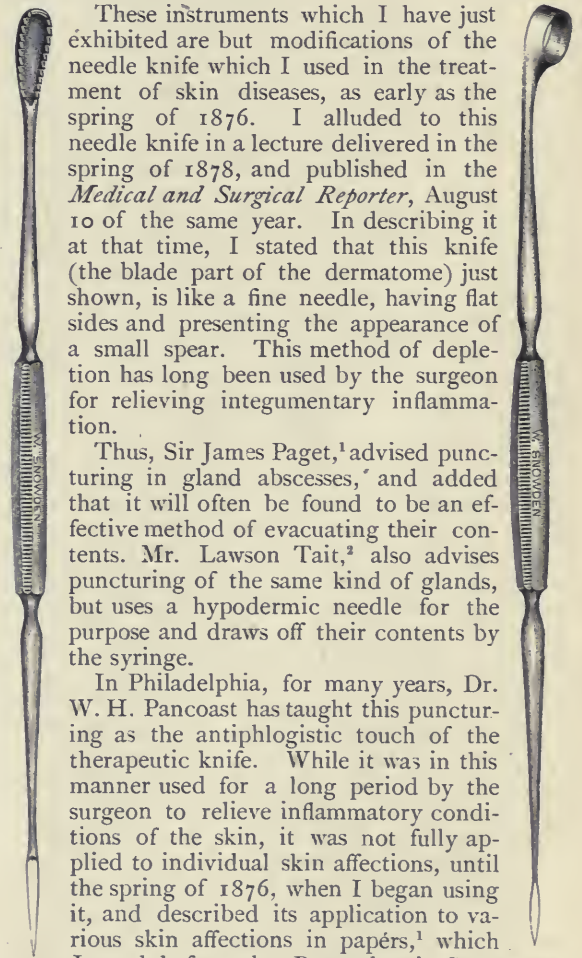 These instruments which I have just
exhibited are but modifications of the
needle knife which I used in the treat-
ment of skin diseases, as early as the
spring of 1876. I alluded to this
needle knife in a lecture delivered in the
spring of 1878, and published in the
Medical and Surgical Reporter, August
10 of the same year. In describing it
at that time, I stated that this knife
(the blade part of the dermatome) just
shown, is like a fine needle, having flat
sides and presenting the appearance of
a small spear. This method of deple-
tion has long been used by the surgeon
for relieving integumentary inflamma-
tion.
Thus, Sir James Paget,¹ advised punc-
turing in gland abscesses, and added
that it will often be found to be an ef-
fective method of evacuating their con-
tents. Mr. Lawson Tait,² also advises
puncturing of the same kind of glands,
but uses a hypodermic needle for the
purpose and draws off their contents by
the syringe.
In Philadelphia, for many years, Dr.
W. H. Pancoast has taught this punctur-
ing as the antiphlogistic touch of the
therapeutic knife. While it was in this
manner used for a long period by the
surgeon to relieve inflammatory condi-
tions of the skin, it was not fully ap-
plied to individual skin affections, until
the spring of 1876, when I began using
it, and described its application to va-
rious skin affections in papérs,¹ which
W. SNOWDEN
W. SNOWDEN